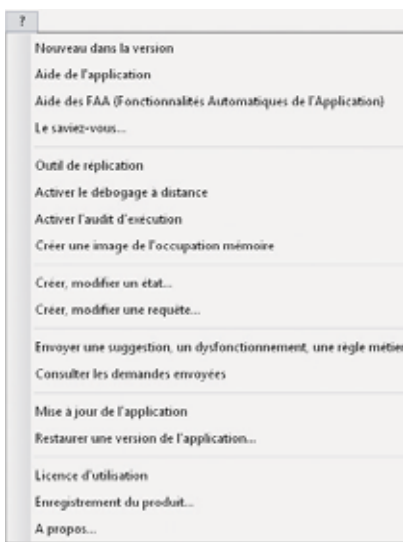 ?
Nouveau dans la version
Aide de l'application
Aide des FAA (Fonctionnalités Automatiques de l'Application)
Le saviez-vous...
Outil de réplication
Activer le débogage à distance
Activer l'audit d'exécution
Créer une image de l'occupation mémoire
Créer, modifier un état...
Créer, modifier une requête...
Envoyer une suggestion, un dysfonctionnement, une règle métier
Consulter les demandes envoyées
Mise à jour de l'application
Restaurer une version de l'application...
Licence d'utilisation
Enregistrement du produit...
A propos...